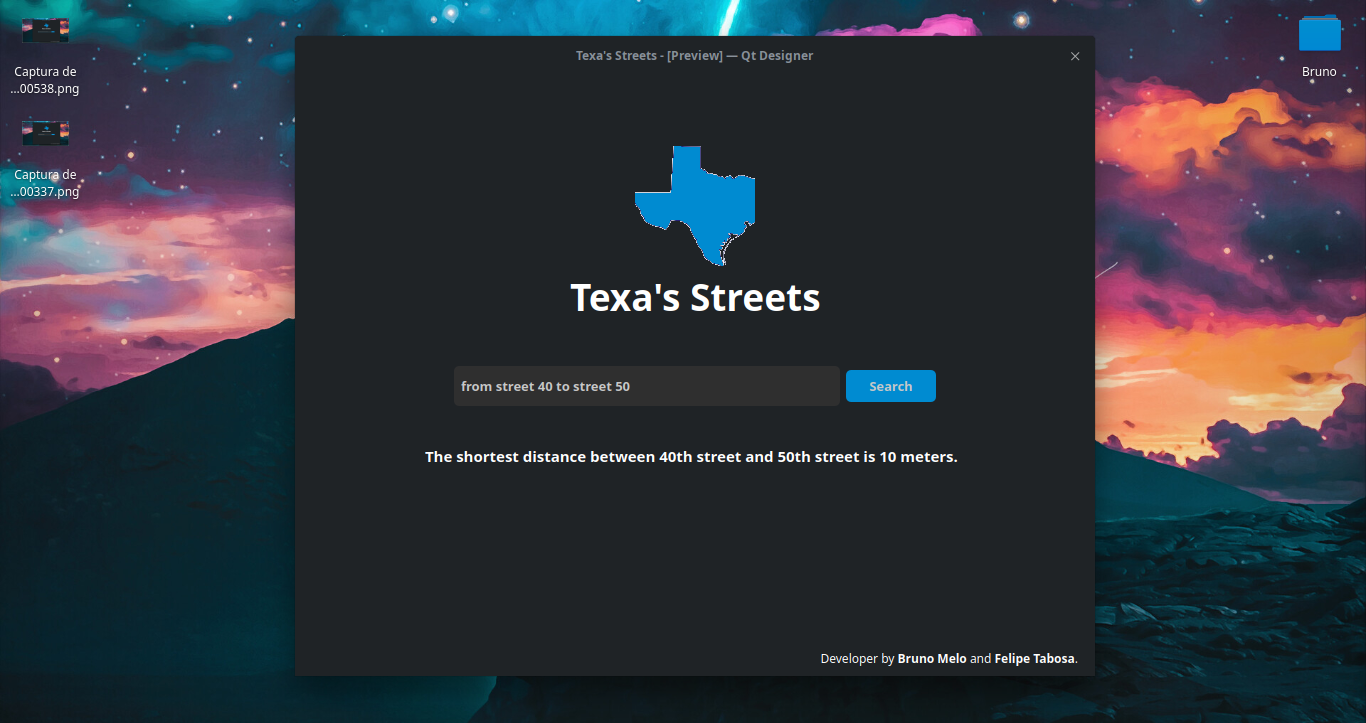 Texa's Streets - [Preview] — Qt Designer
Captura de
...00538.png
Captura de
...00337.png
Bruno
Texa's Streets
from street 40 to street 50
Search
The shortest distance between 40th street and 50th street is 10 meters.
Developer by Bruno Melo and Felipe Tabosa.